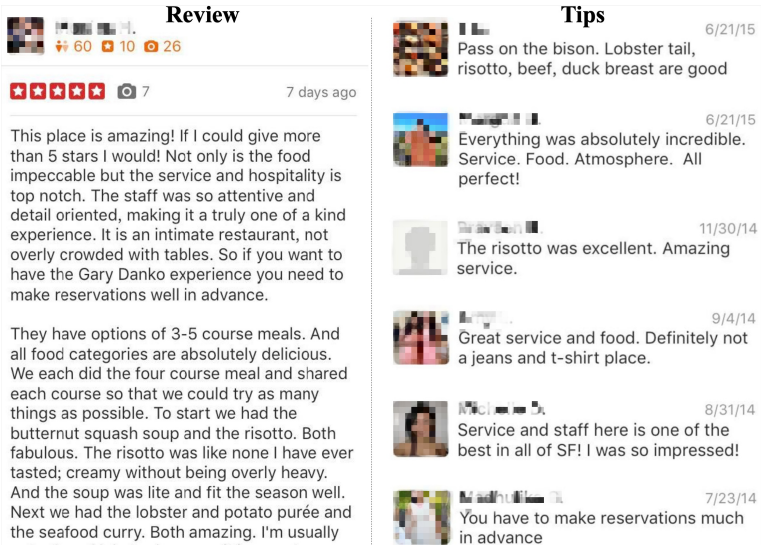 Review
60 10 26
7
7 days ago
This place is amazing! If I could give more
than 5 stars I would! Not only is the food
impeccable but the service and hospitality is
top notch. The staff was so attentive and
detail oriented, making it a truly one of a kind
experience. It is an intimate restaurant, not
overly crowded with tables. So if you want to
have the Gary Danko experience you need to
make reservations well in advance.
They have options of 3-5 course meals. And
all food categories are absolutely delicious.
We each did the four course meal and shared
each course so that we could try as many
things as possible. To start we had the
butternut squash soup and the risotto. Both
fabulous. The risotto was like none I have ever
tasted; creamy without being overly heavy.
And the soup was lite and fit the season well.
Next we had the lobster and potato purée and
the seafood curry. Both amazing. I'm usually
Tips
6/21/15
Pass on the bison. Lobster tail,
risotto, beef, duck breast are good
6/21/15
Everything was absolutely incredible.
Service. Food. Atmosphere. All
perfect!
11/30/14
The risotto was excellent. Amazing
service.
9/4/14
Great service and food. Definitely not
a jeans and t-shirt place.
8/31/14
Service and staff here is one of the
best in all of SF! I was so impressed!
7/23/14
You have to make reservations much
in advance